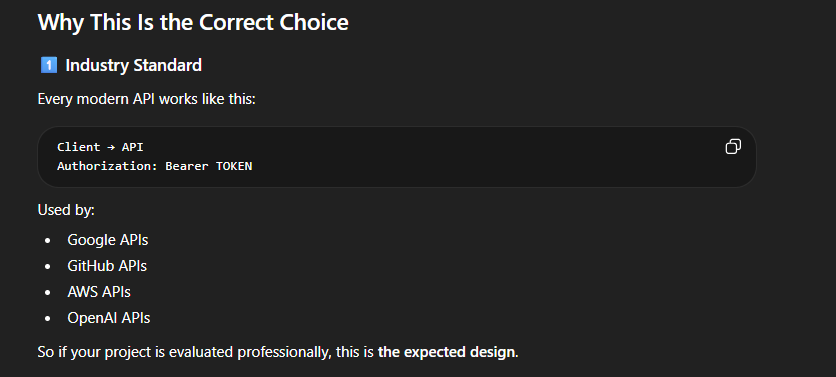 Why This Is the Correct Choice
1 Industry Standard
Every modern API works like this:
Client → API
Authorization: Bearer TOKEN
Used by:
• Google APIs
• GitHub APIs
• AWS APIs
• OpenAI APIs
So if your project is evaluated professionally, this is the expected design.